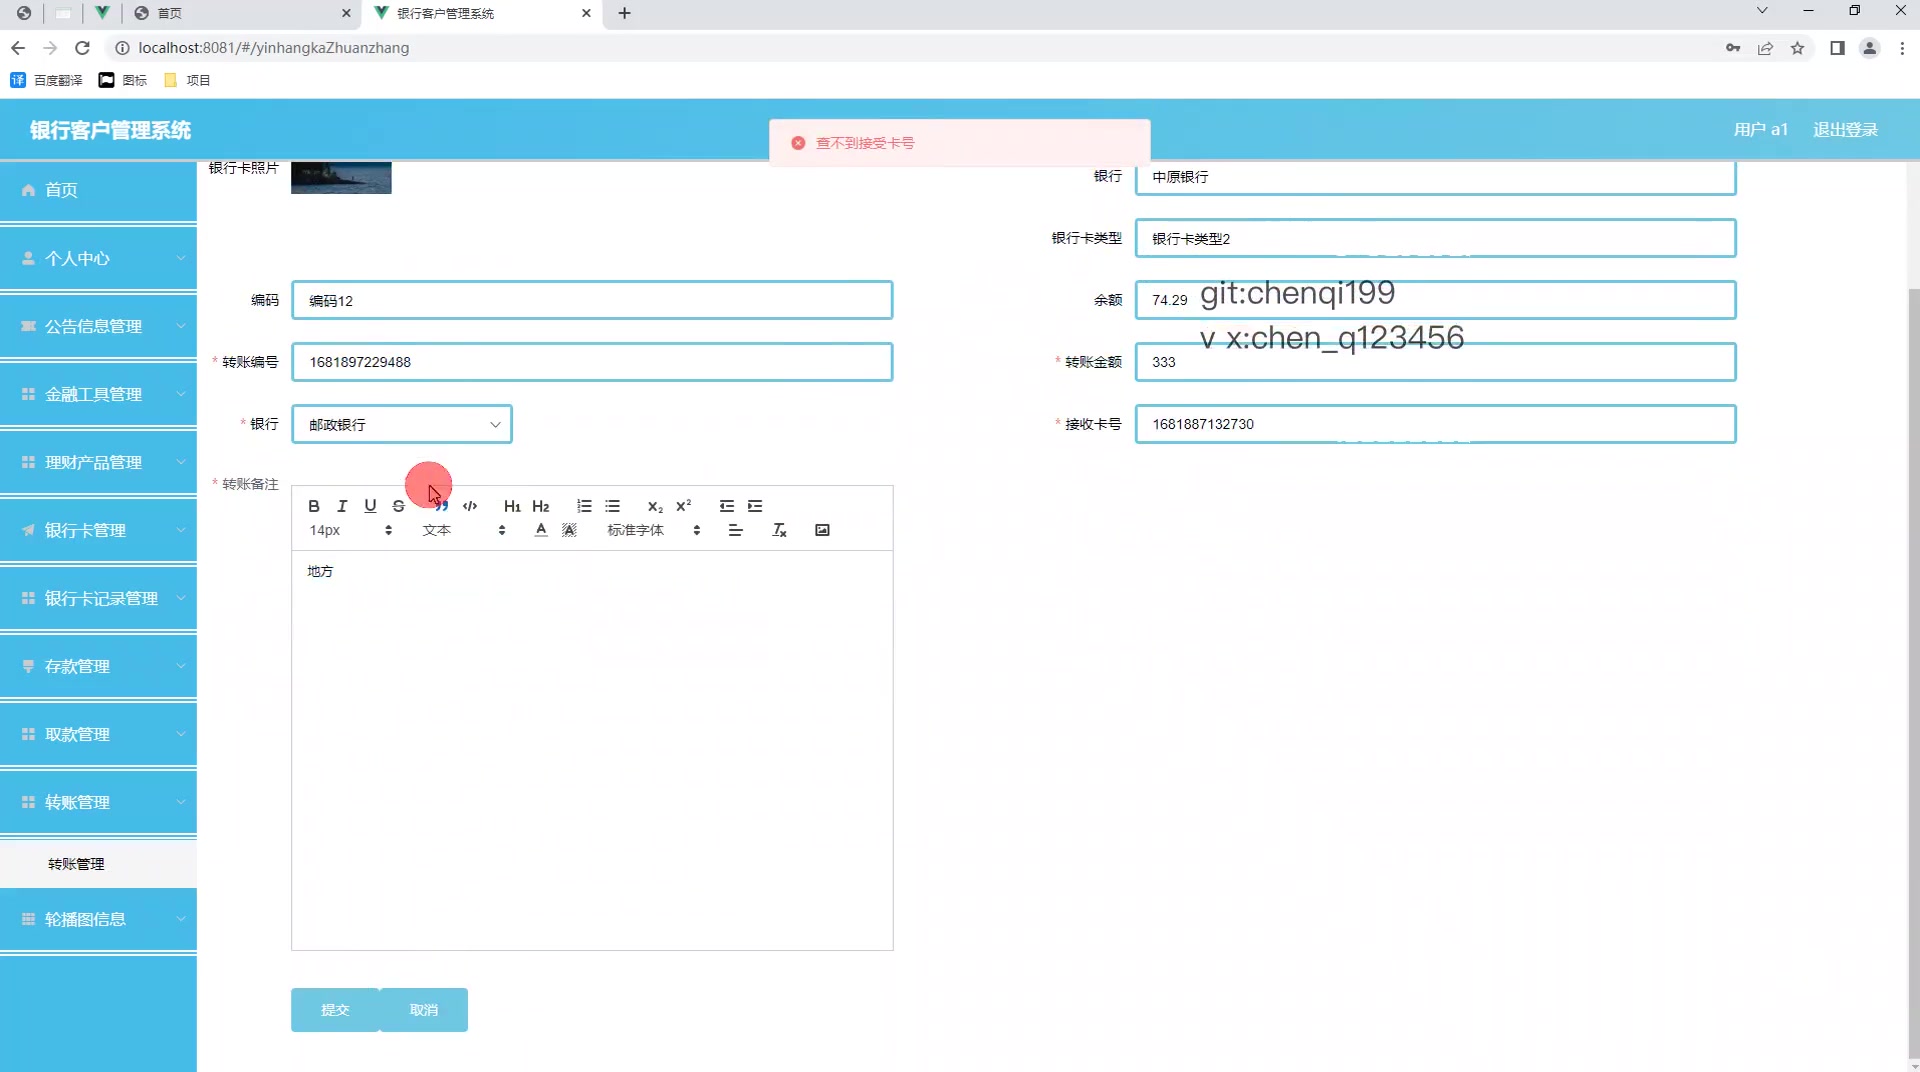 首页
银行客户管理系统
localhost:8081/#/yinhangkaZhuanzhang
译 百度翻译 图标 项目
银行客户管理系统
查不到接受卡号
用户 a1 退出登录
首页
个人中心
公告信息管理
金融工具管理
理财产品管理
银行卡管理
银行卡记录管理
存款管理
取款管理
转账管理
转账管理
轮播图信息
银行卡照片
银行 中原银行
银行卡类型 银行卡类型2
编码 编码12
余额 74.29
git:chenqi199
v x:chen_q123456
* 转账编号 1681897229488
* 转账金额 333
* 银行 邮政银行
* 接收卡号 1681887132730
* 转账备注
B I U S ” </> H1 H2 x2 x2
14px 文本 A A 标准字体 Tx
地方
提交 取消